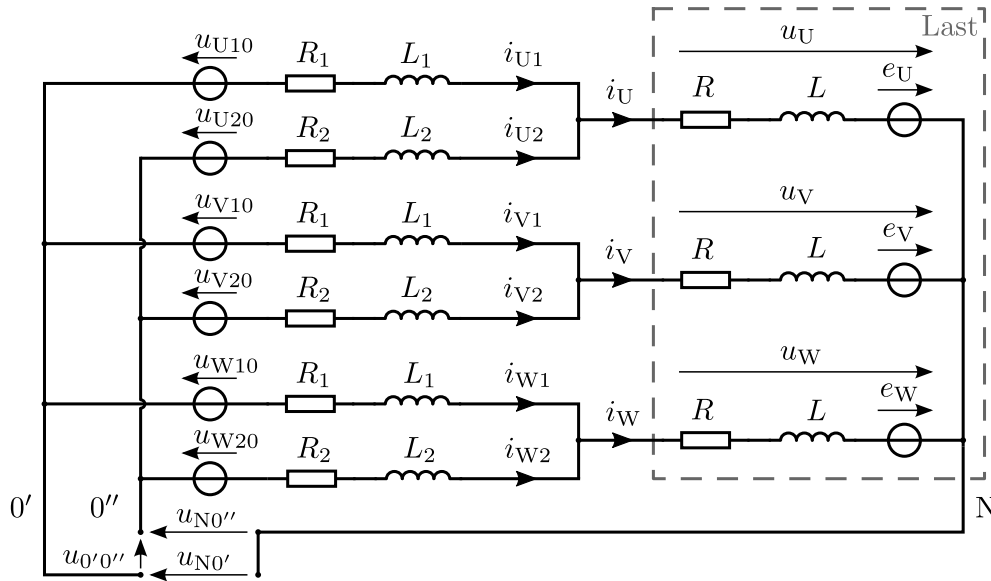 Last
u_U10 R_1 L_1 i_U1 u_U
i_U R L e_U
u_U20 R_2 L_2 i_U2
u_V10 R_1 L_1 i_V1 u_V
i_V R L e_V
u_V20 R_2 L_2 i_V2
u_W10 R_1 L_1 i_W1 u_W
i_W R L e_W
u_W20 R_2 L_2 i_W2
0′ 0″ u_N0″ N
u_0′0″ u_N0′